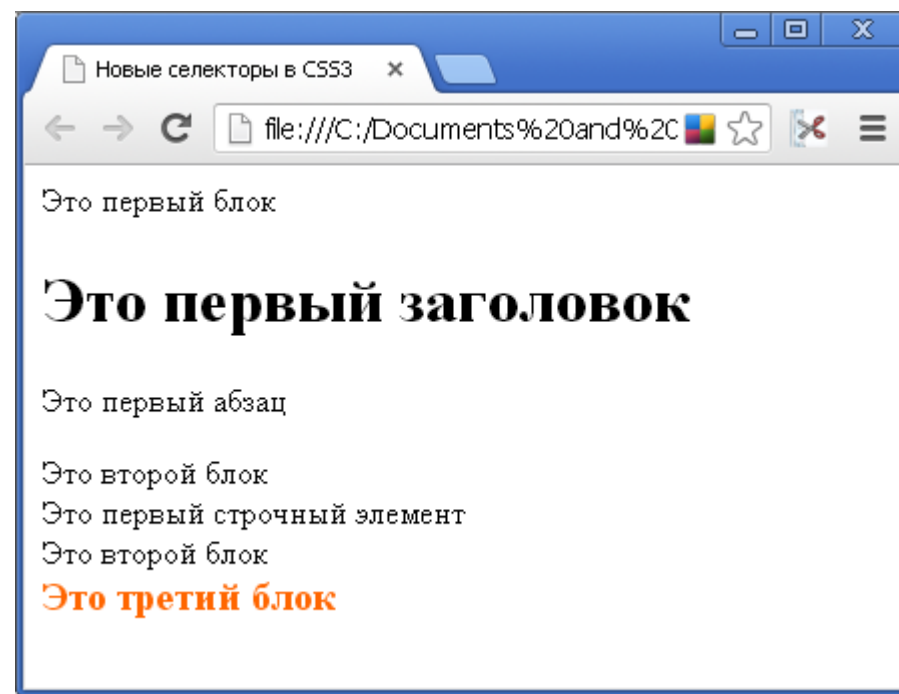 Новые селекторы в CSS3
file:///C:/Documents%20and%2C
Это первый блок
Это первый заголовок
Это первый абзац
Это второй блок
Это первый строчный элемент
Это второй блок
Это третий блок